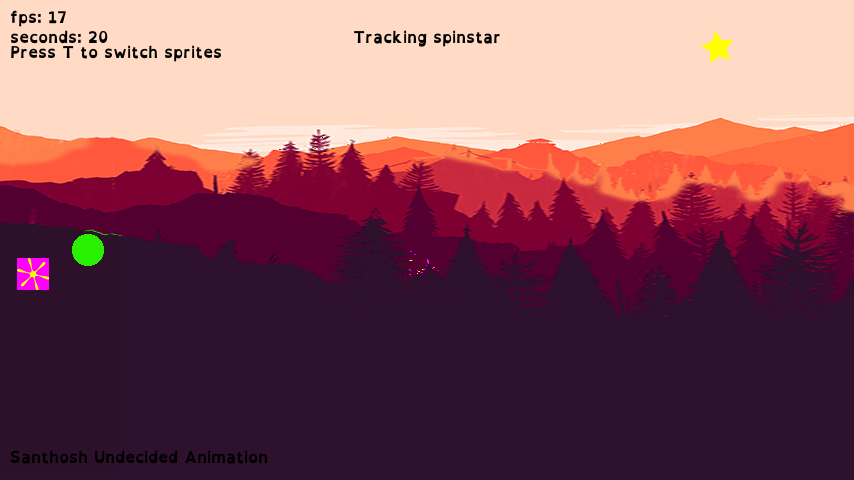 fps: 17
seconds: 20
Tracking spinstar
Press T to switch sprites
Santhosh Undecided Animation